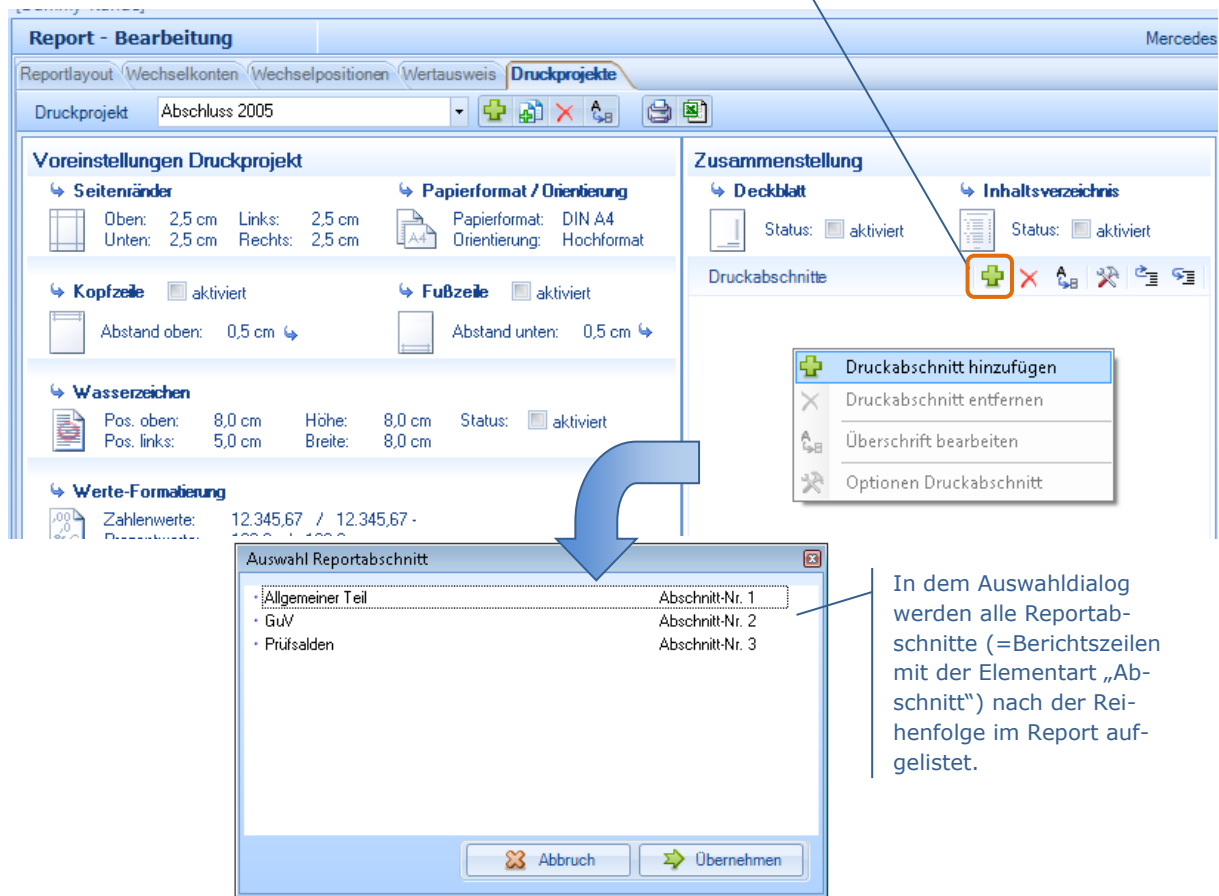 Report - Bearbeitung
Mercedes
Reportlayout Wechselkonten Wechselpositionen Wertausweis Druckprojekte
Druckprojekt Abschluss 2005
Voreinstellungen Druckprojekt
Seitenränder
Oben: 2,5 cm Links: 2,5 cm
Unten: 2,5 cm Rechts: 2,5 cm
Papierformat / Orientierung
Papierformat: DIN A4
Orientierung: Hochformat
Kopfzeile aktiviert
Abstand oben: 0,5 cm
Fußzeile aktiviert
Abstand unten: 0,5 cm
Wasserzeichen
Pos. oben: 8,0 cm Höhe: 8,0 cm Status: aktiviert
Pos. links: 5,0 cm Breite: 8,0 cm
Werte-Formatierung
Zahlenwerte: 12.345,67 / 12.345,67 -
Zusammenstellung
Deckblatt
Status: aktiviert
Inhaltsverzeichnis
Status: aktiviert
Druckabschnitte
Druckabschnitt hinzufügen
Druckabschnitt entfernen
Überschrift bearbeiten
Optionen Druckabschnitt
Auswahl Reportabschnitt
Allgemeiner Teil Abschnitt-Nr. 1
GuV Abschnitt-Nr. 2
Prüfsalden Abschnitt-Nr. 3
Abbruch
Übernehmen
In dem Auswahldialog
werden alle Reportab-
schnitte (=Berichtszeilen
mit der Elementart „Ab-
schnitt“) nach der Rei-
henfolge im Report auf-
gelistet.